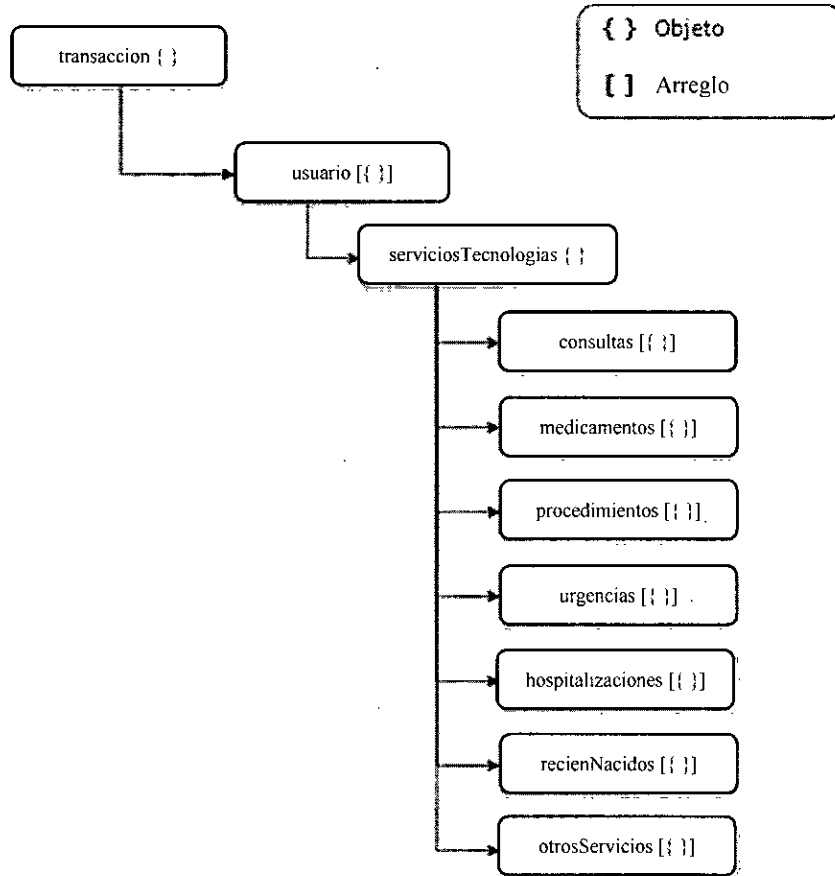 { } Objeto
[ ] Arreglo
transaccion { }
usuario [{ }]
serviciosTecnologias { }
consultas [{ }]
medicamentos [{ }]
procedimientos [{ }]
urgencias [{ }]
hospitalizaciones [{ }]
recienNacidos [{ }]
otrosServicios [{ }]